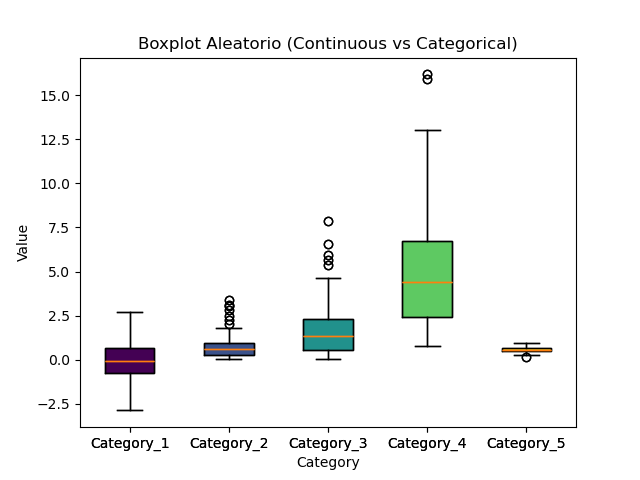 Boxplot Aleatorio (Continuous vs Categorical)
15.0
12.5
10.0
7.5
5.0
2.5
0.0
−2.5
Value
Category_1 Category_2 Category_3 Category_4 Category_5
Category